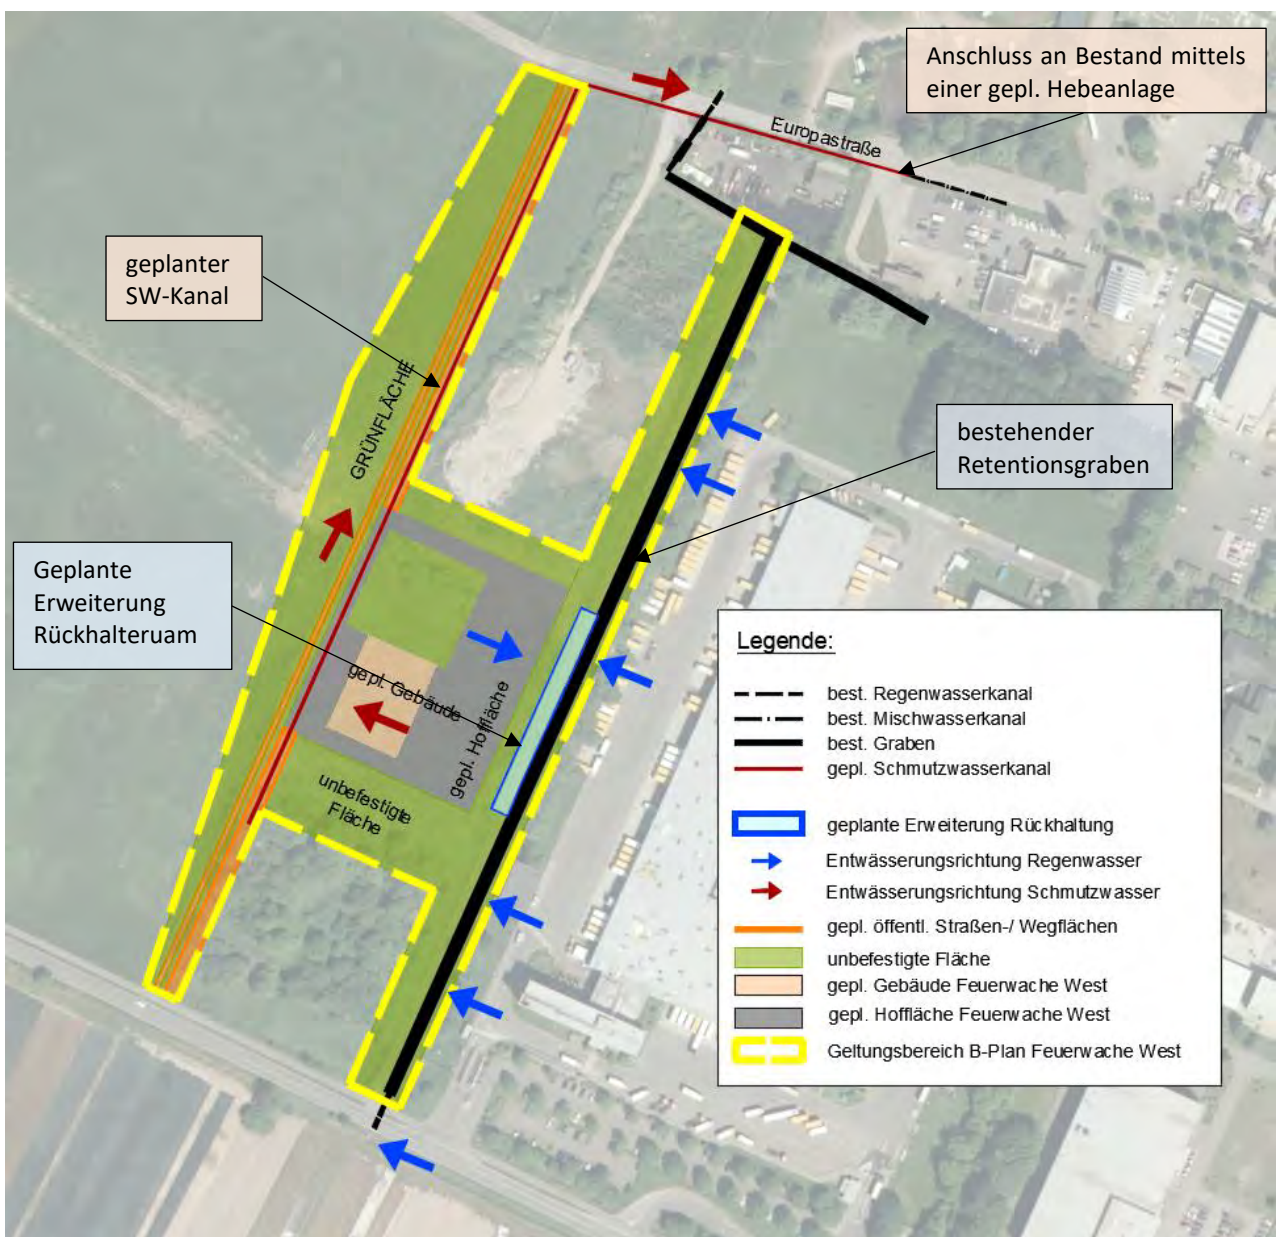 Anschluss an Bestand mittels
einer gepl. Hebeanlage
Europastraße
geplanter
SW-Kanal
GRÜNFLÄCHE
bestehender
Retentionsgraben
Geplante
Erweiterung
Rückhalteruam
gepl. Gebäude
gepl. Hoffläche
unbefestigte
Fläche
Legende:
best. Regenwasserkanal
best. Mischwasserkanal
best. Graben
gepl. Schmutzwasserkanal
geplante Erweiterung Rückhaltung
Entwässerungsrichtung Regenwasser
Entwässerungsrichtung Schmutzwasser
gepl. öffentl. Straßen-/ Wegflächen
unbefestigte Fläche
gepl. Gebäude Feuerwache West
gepl. Hoffläche Feuerwache West
Geltungsbereich B-Plan Feuerwache West